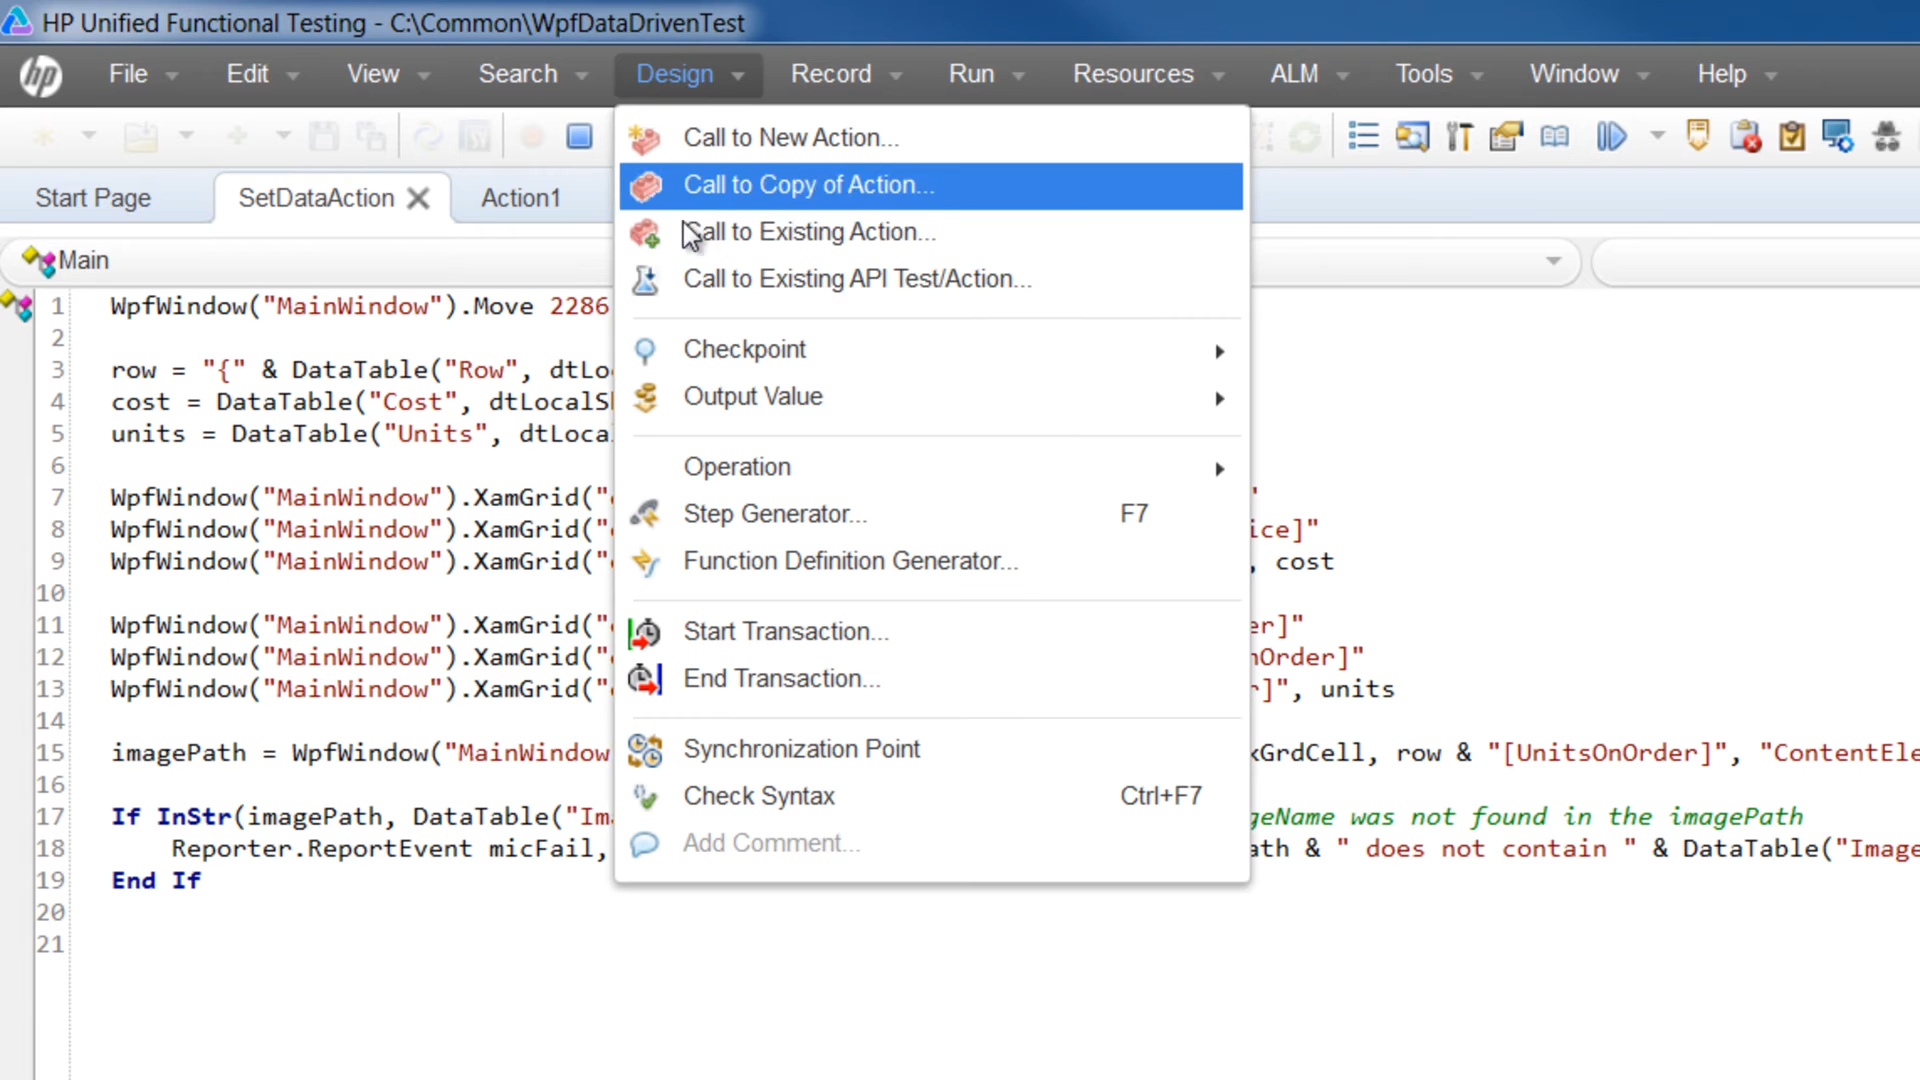 HP Unified Functional Testing - C:\Common\WpfDataDrivenTest
hp File Edit View Search Design Record Run Resources ALM Tools Window Help
Start Page SetDataAction Action1
Main
Call to New Action...
Call to Copy of Action...
Call to Existing Action...
Call to Existing API Test/Action...
Checkpoint
Output Value
Operation
Step Generator... F7
Function Definition Generator...
Start Transaction...
End Transaction...
Synchronization Point
Check Syntax Ctrl+F7
Add Comment...
1 WpfWindow("MainWindow").Move 2286
2
3 row = "{" & DataTable("Row", dtLo
4 cost = DataTable("Cost", dtLocalS
5 units = DataTable("Units", dtLoca
6
7 WpfWindow("MainWindow").XamGrid("
8 WpfWindow("MainWindow").XamGrid(" ice]"
9 WpfWindow("MainWindow").XamGrid(" , cost
10
11 WpfWindow("MainWindow").XamGrid(" er]"
12 WpfWindow("MainWindow").XamGrid(" nOrder]"
13 WpfWindow("MainWindow").XamGrid(" r]", units
14
15 imagePath = WpfWindow("MainWindow xGrdCell, row & "[UnitsOnOrder]", "ContentEle
16
17 If InStr(imagePath, DataTable("Im geName was not found in the imagePath
18 Reporter.ReportEvent micFail, ath & " does not contain " & DataTable("Image
19 End If
20
21